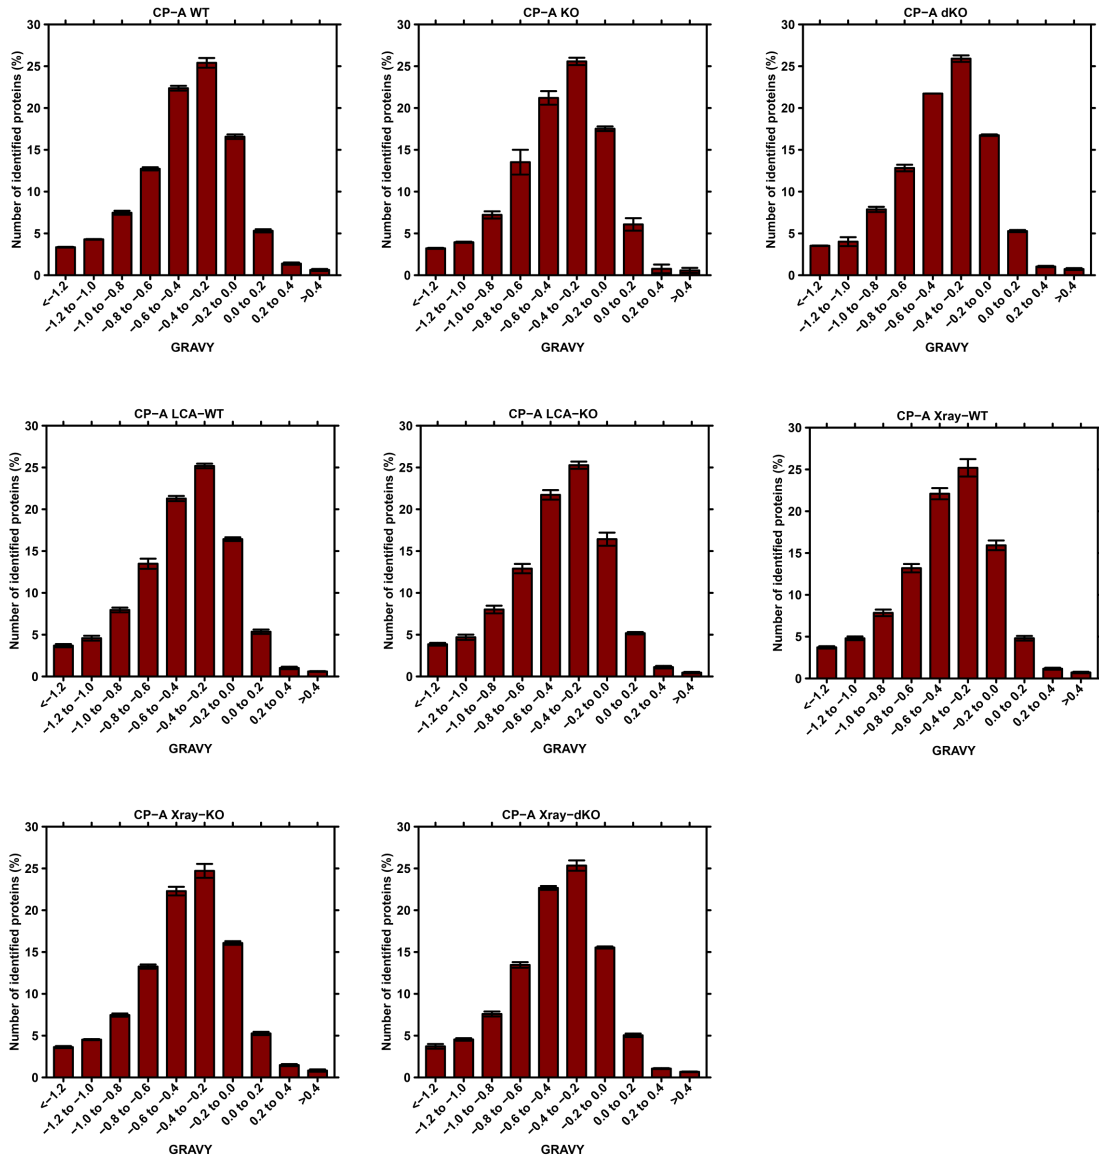 CP−A WT
Number of identified proteins (%)
30
25
20
15
10
5
0
<−1.2
−1.2 to −1.0
−1.0 to −0.8
−0.8 to −0.6
−0.6 to −0.4
−0.4 to −0.2
−0.2 to 0.0
0.0 to 0.2
0.2 to 0.4
>0.4
GRAVY
CP−A KO
Number of identified proteins (%)
30
25
20
15
10
5
0
<−1.2
−1.2 to −1.0
−1.0 to −0.8
−0.8 to −0.6
−0.6 to −0.4
−0.4 to −0.2
−0.2 to 0.0
0.0 to 0.2
0.2 to 0.4
>0.4
GRAVY
CP−A dKO
Number of identified proteins (%)
30
25
20
15
10
5
0
<−1.2
−1.2 to −1.0
−1.0 to −0.8
−0.8 to −0.6
−0.6 to −0.4
−0.4 to −0.2
−0.2 to 0.0
0.0 to 0.2
0.2 to 0.4
>0.4
GRAVY
CP−A LCA−WT
Number of identified proteins (%)
30
25
20
15
10
5
0
<−1.2
−1.2 to −1.0
−1.0 to −0.8
−0.8 to −0.6
−0.6 to −0.4
−0.4 to −0.2
−0.2 to 0.0
0.0 to 0.2
0.2 to 0.4
>0.4
GRAVY
CP−A LCA−KO
Number of identified proteins (%)
30
25
20
15
10
5
0
<−1.2
−1.2 to −1.0
−1.0 to −0.8
−0.8 to −0.6
−0.6 to −0.4
−0.4 to −0.2
−0.2 to 0.0
0.0 to 0.2
0.2 to 0.4
>0.4
GRAVY
CP−A Xray−WT
Number of identified proteins (%)
30
25
20
15
10
5
0
<−1.2
−1.2 to −1.0
−1.0 to −0.8
−0.8 to −0.6
−0.6 to −0.4
−0.4 to −0.2
−0.2 to 0.0
0.0 to 0.2
0.2 to 0.4
>0.4
GRAVY
CP−A Xray−KO
Number of identified proteins (%)
30
25
20
15
10
5
0
<−1.2
−1.2 to −1.0
−1.0 to −0.8
−0.8 to −0.6
−0.6 to −0.4
−0.4 to −0.2
−0.2 to 0.0
0.0 to 0.2
0.2 to 0.4
>0.4
GRAVY
CP−A Xray−dKO
Number of identified proteins (%)
30
25
20
15
10
5
0
<−1.2
−1.2 to −1.0
−1.0 to −0.8
−0.8 to −0.6
−0.6 to −0.4
−0.4 to −0.2
−0.2 to 0.0
0.0 to 0.2
0.2 to 0.4
>0.4
GRAVY